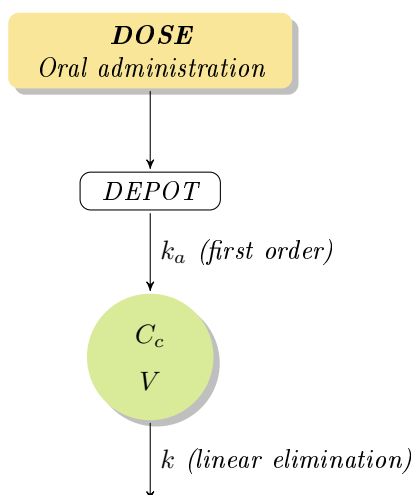 DOSE
Oral administration
DEPOT
k_a (first order)
C_c
V
k (linear elimination)